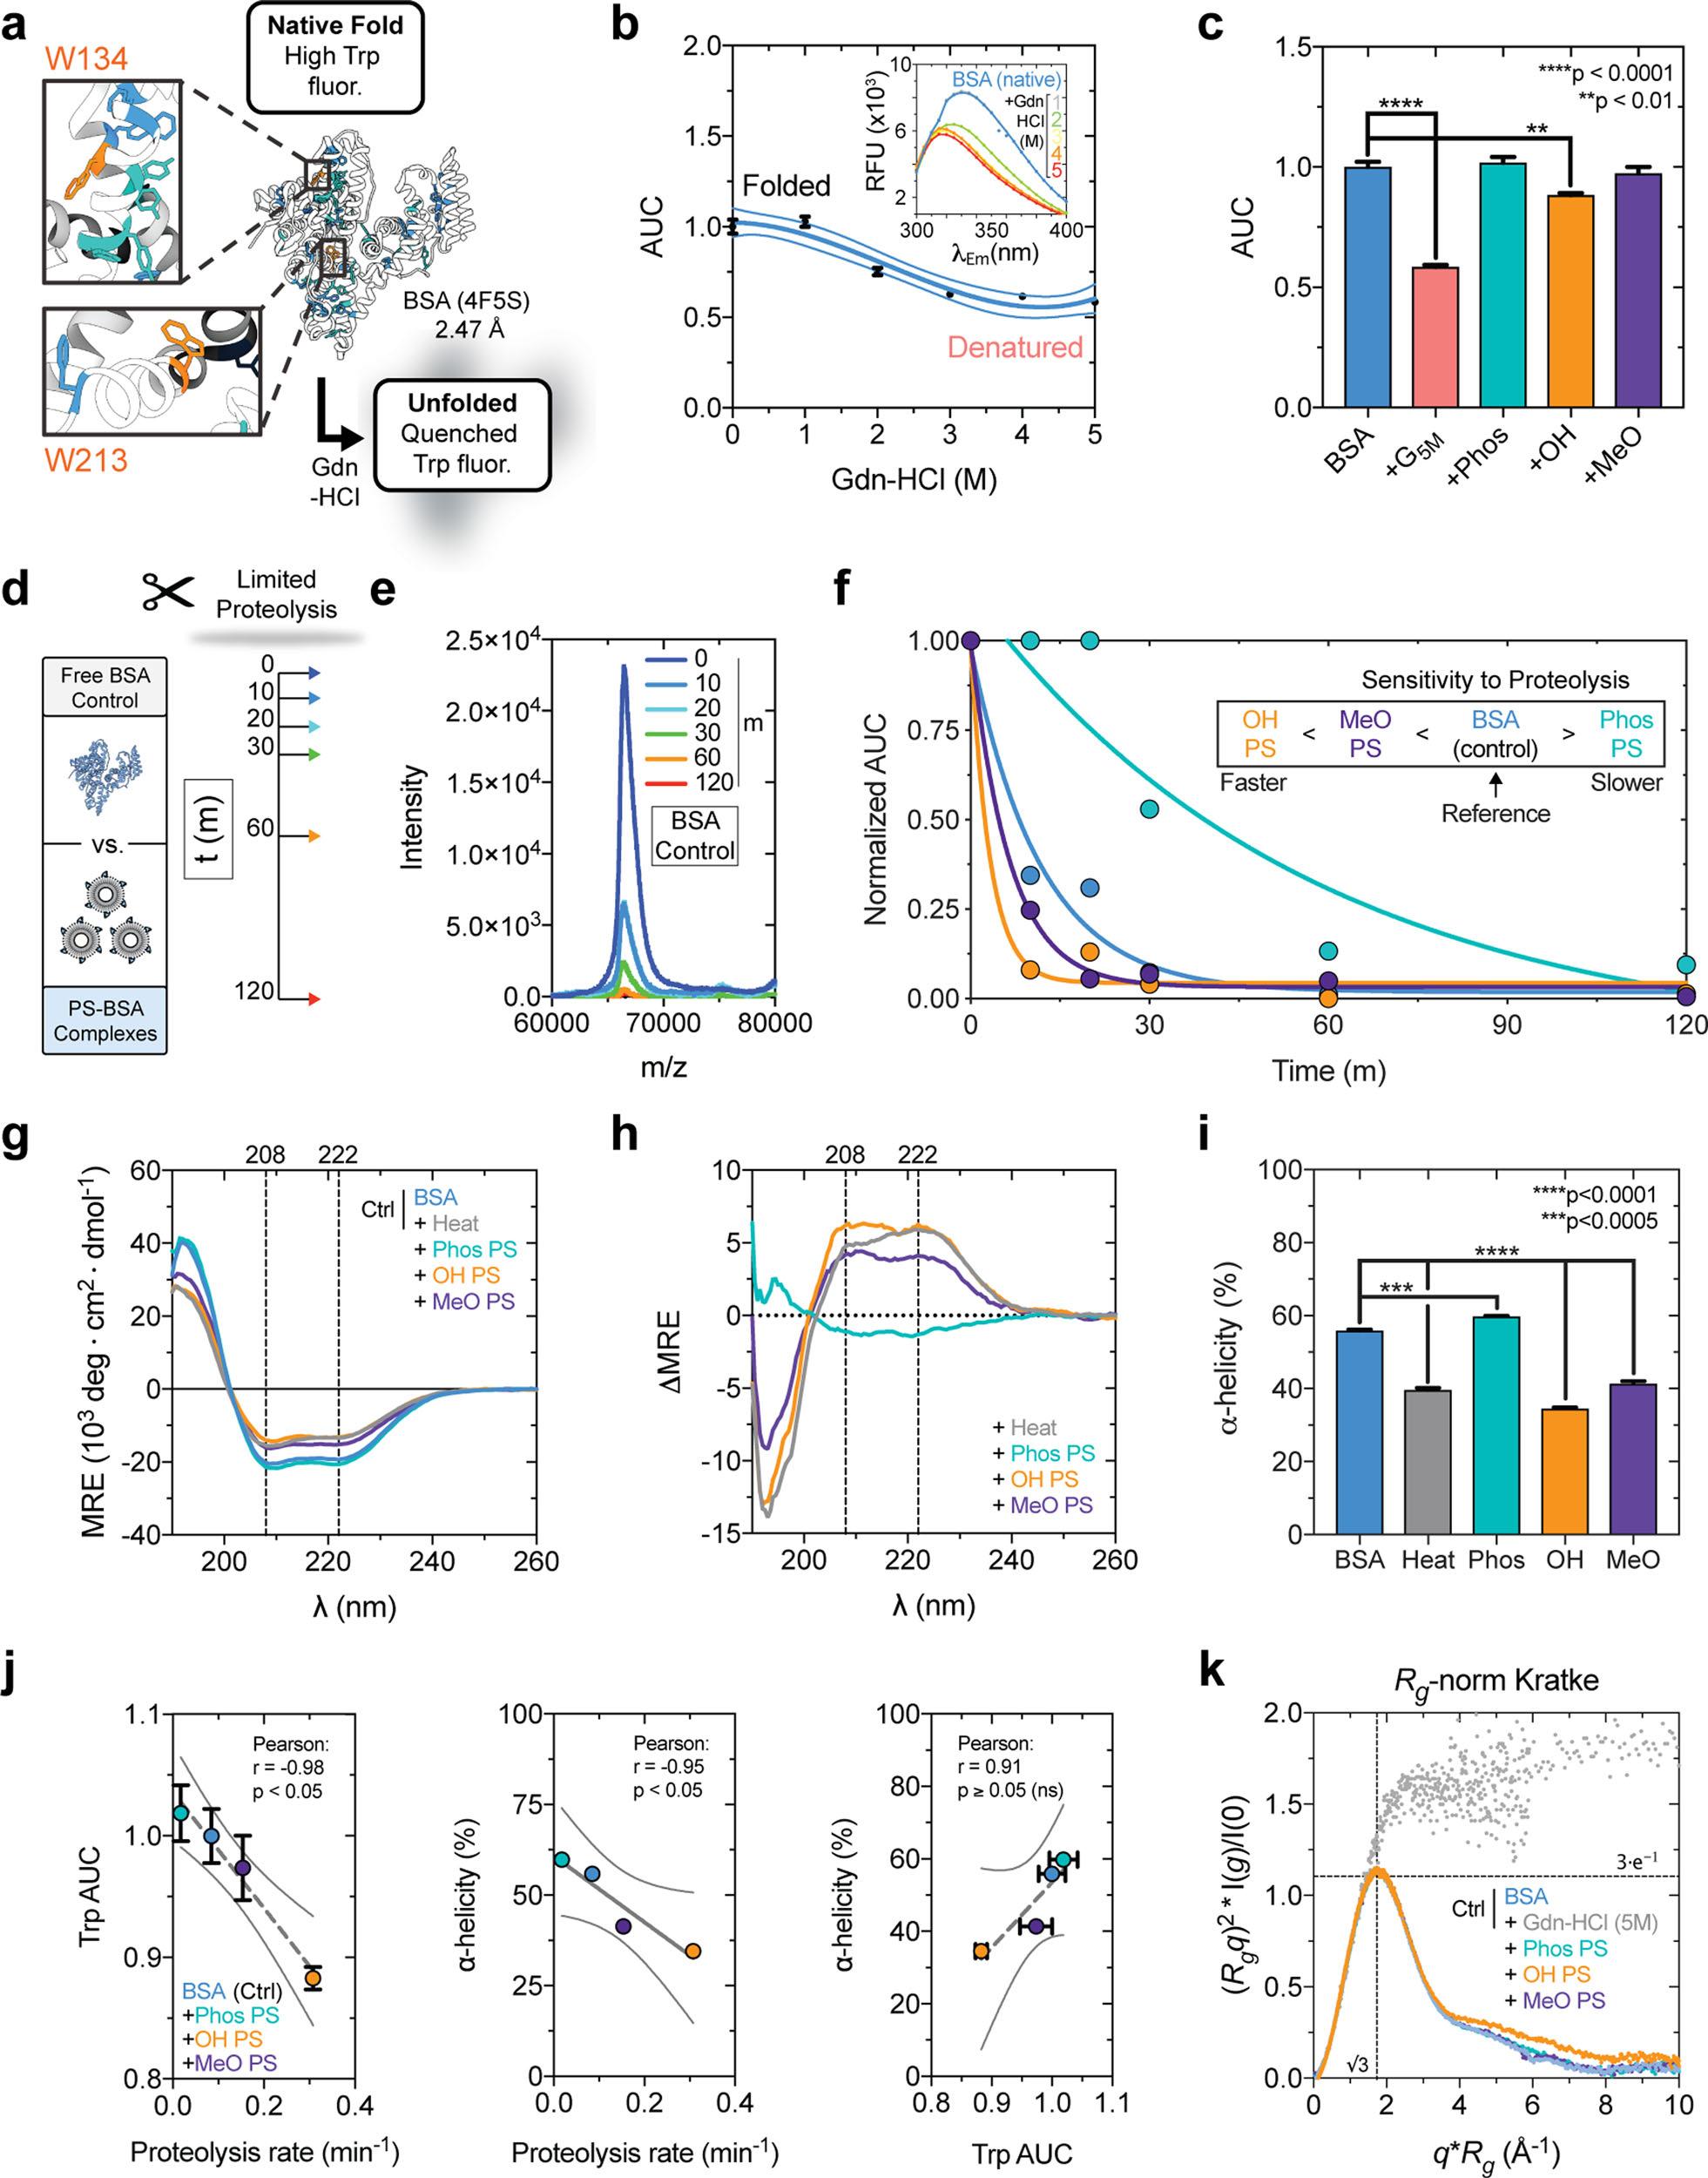 a
W134
Native Fold
High Trp
fluor.
BSA (4F5S)
2.47 Å
W213
Gdn
-HCl
Unfolded
Quenched
Trp fluor.
b
2.0
1.5
1.0
0.5
0.0
AUC
Folded
Denatured
0 1 2 3 4 5
Gdn-HCl (M)
10
6
2
RFU (x10³)
BSA (native)
+Gdn
HCl
(M)
1
2
3
4
5
300 350 400
λEm(nm)
c
1.5
1.0
0.5
0.0
AUC
****p < 0.0001
**p < 0.01
****
**
BSA
+G5M
+Phos
+OH
+MeO
d
Limited
Proteolysis
Free BSA
Control
vs.
PS-BSA
Complexes
0
10
20
30
60
120
t (m)
e
2.5×10⁴
2.0×10⁴
1.5×10⁴
1.0×10⁴
5.0×10³
0.0
Intensity
0
10
20
30
60
120
m
BSA
Control
60000 70000 80000
m/z
f
1.00
0.75
0.50
0.25
0.00
Normalized AUC
Sensitivity to Proteolysis
OH PS < MeO PS < BSA (control) > Phos PS
Faster
Slower
Reference
0 30 60 90 120
Time (m)
g
208 222
60
40
20
0
-20
-40
MRE (10³ deg · cm² · dmol⁻¹)
Ctrl
BSA
+ Heat
+ Phos PS
+ OH PS
+ MeO PS
200 220 240 260
λ (nm)
h
208 222
10
5
0
-5
-10
-15
ΔMRE
+ Heat
+ Phos PS
+ OH PS
+ MeO PS
200 220 240 260
λ (nm)
i
100
80
60
40
20
0
α-helicity (%)
****p<0.0001
***p<0.0005
****
***
BSA Heat Phos OH MeO
j
1.1
1.0
0.9
0.8
Trp AUC
Pearson:
r = -0.98
p < 0.05
BSA (Ctrl)
+Phos PS
+OH PS
+MeO PS
0.0 0.2 0.4
Proteolysis rate (min⁻¹)
100
75
50
25
0
α-helicity (%)
Pearson:
r = -0.95
p < 0.05
0.0 0.2 0.4
Proteolysis rate (min⁻¹)
100
80
60
40
20
0
α-helicity (%)
Pearson:
r = 0.91
p ≥ 0.05 (ns)
0.8 0.9 1.0 1.1
Trp AUC
k
Rg-norm Kratke
2.0
1.5
1.0
0.5
0.0
(Rgq)² * I(g)/I(0)
3·e⁻¹
√3
Ctrl
BSA
+ Gdn-HCl (5M)
+ Phos PS
+ OH PS
+ MeO PS
0 2 4 6 8 10
q*Rg (Å⁻¹)